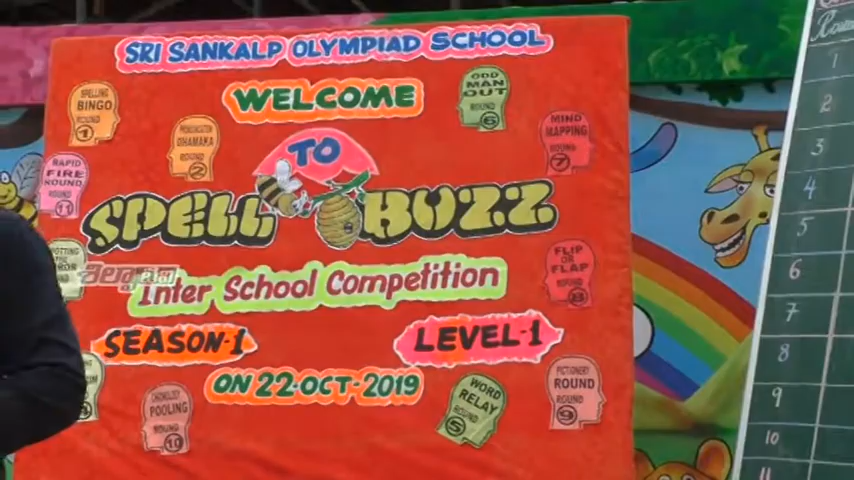 SRI SANKALP OLYMPIAD SCHOOL
WELCOME
TO
SPELL BUZZ
Inter School Competition
SEASON-1
LEVEL-1
ON 22-OCT-2019
SPELLING
BINGO
ROUND
1
DHAMAKA
ROUND
2
RAPID
FIRE
ROUND
ROUND
11
ODD
MAN
OUT
ROUND
6
MIND
MAPPING
ROUND
7
FLIP
OR
FLAP
ROUND
8
PICTIONERY
ROUND
ROUND
9
WORD
RELAY
ROUND
5
POOLING
ROUND
10
ROUND
1
2
3
4
5
6
7
8
9
10
11